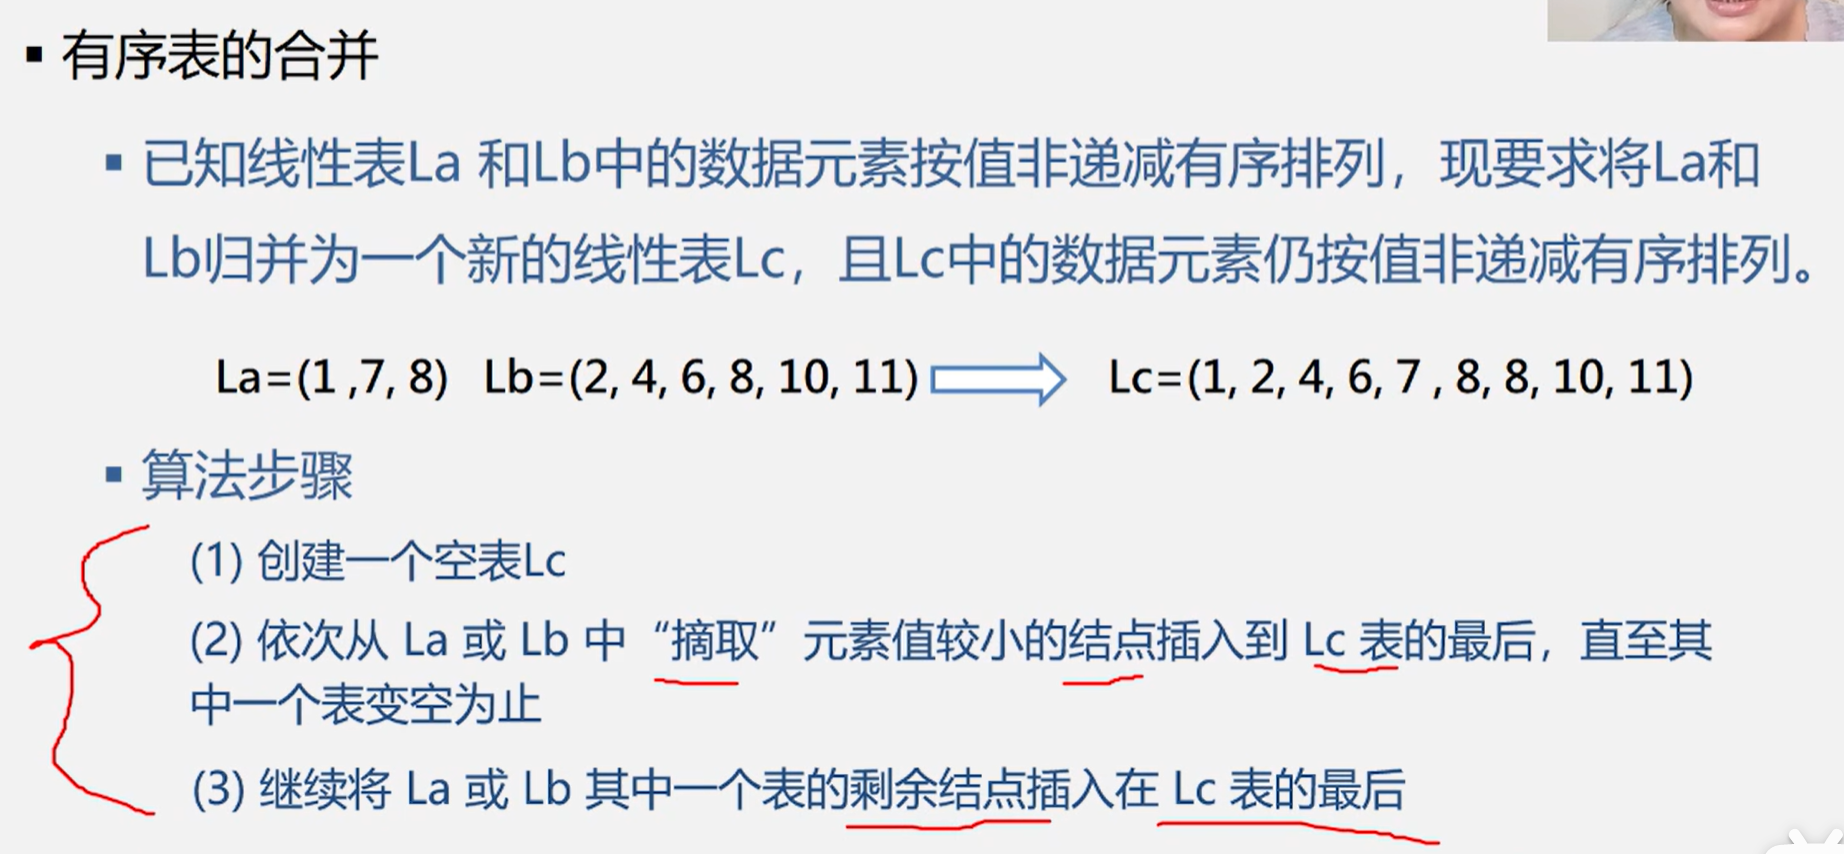 ▪ 有序表的合并
▪ 已知线性表La 和Lb中的数据元素按值非递减有序排列，现要求将La和
Lb归并为一个新的线性表Lc，且Lc中的数据元素仍按值非递减有序排列。
La=(1 ,7, 8) Lb=(2, 4, 6, 8, 10, 11) Lc=(1, 2, 4, 6, 7 , 8, 8, 10, 11)
▪ 算法步骤
(1) 创建一个空表Lc
(2) 依次从 La 或 Lb 中“摘取”元素值较小的结点插入到 Lc 表的最后，直至其
中一个表变空为止
(3) 继续将 La 或 Lb 其中一个表的剩余结点插入在 Lc 表的最后